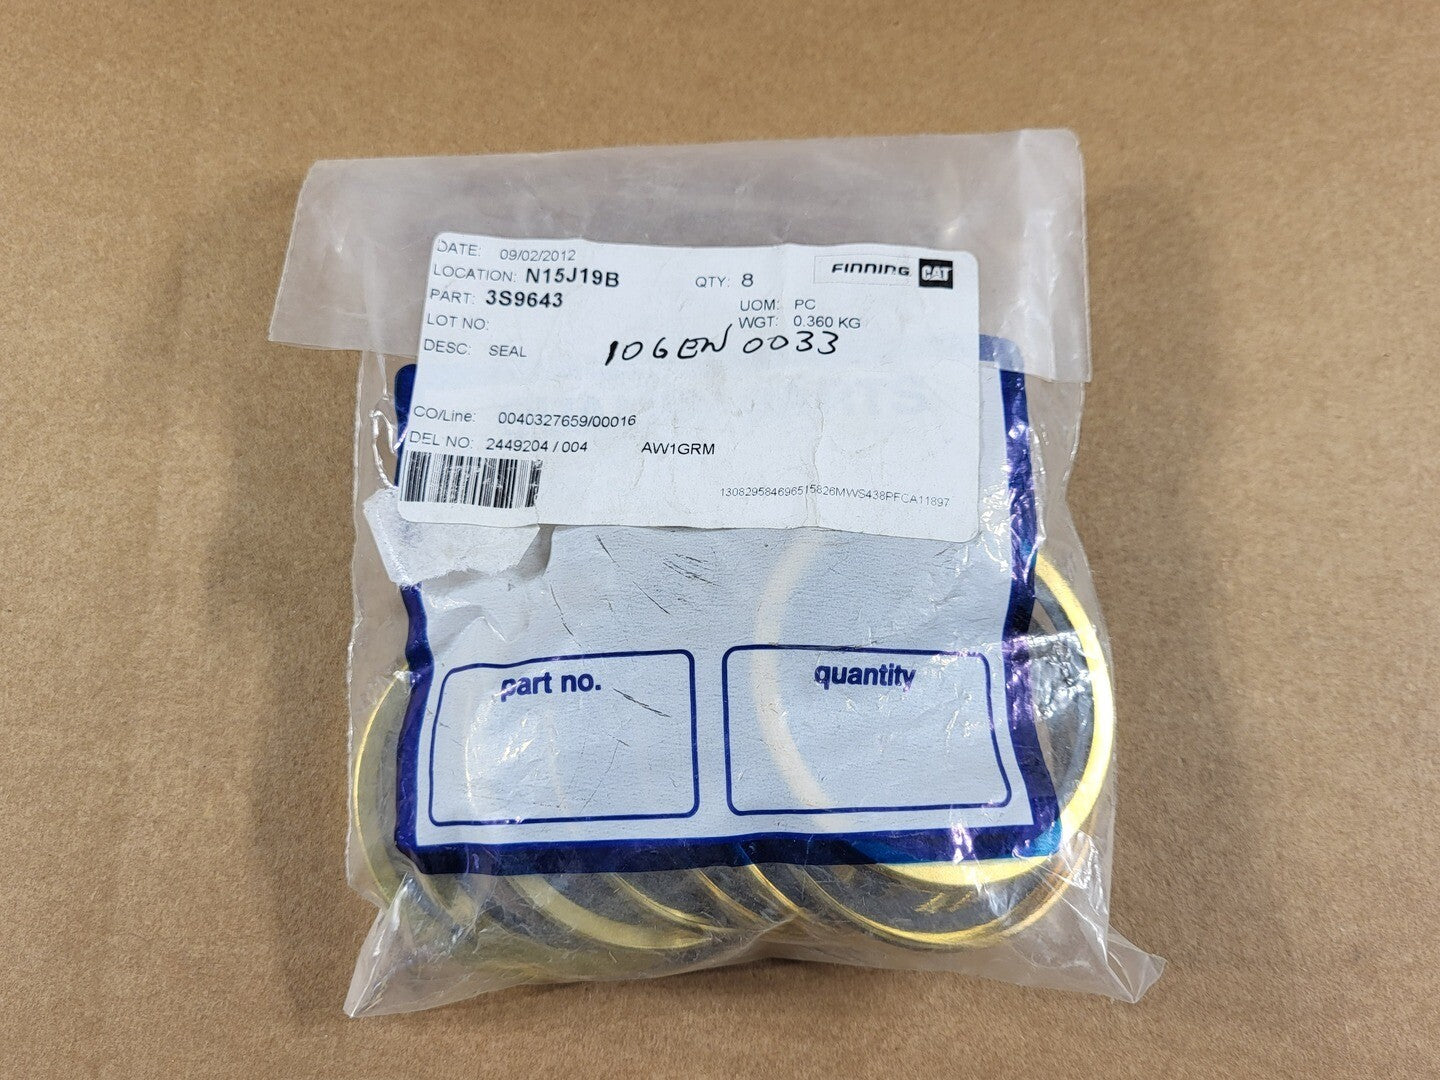 DATE: 09/02/2012
LOCATION: N15J19B QTY: 8 FINNING CAT
PART: 3S9643 UOM: PC
LOT NO: WGT: 0.360 KG
DESC: SEAL 106EN 0033
CO/Line: 0040327659/00016
DEL NO: 2449204 / 004 AW1GRM
130829584696515826MWS438PFCA11897
part no. quantity